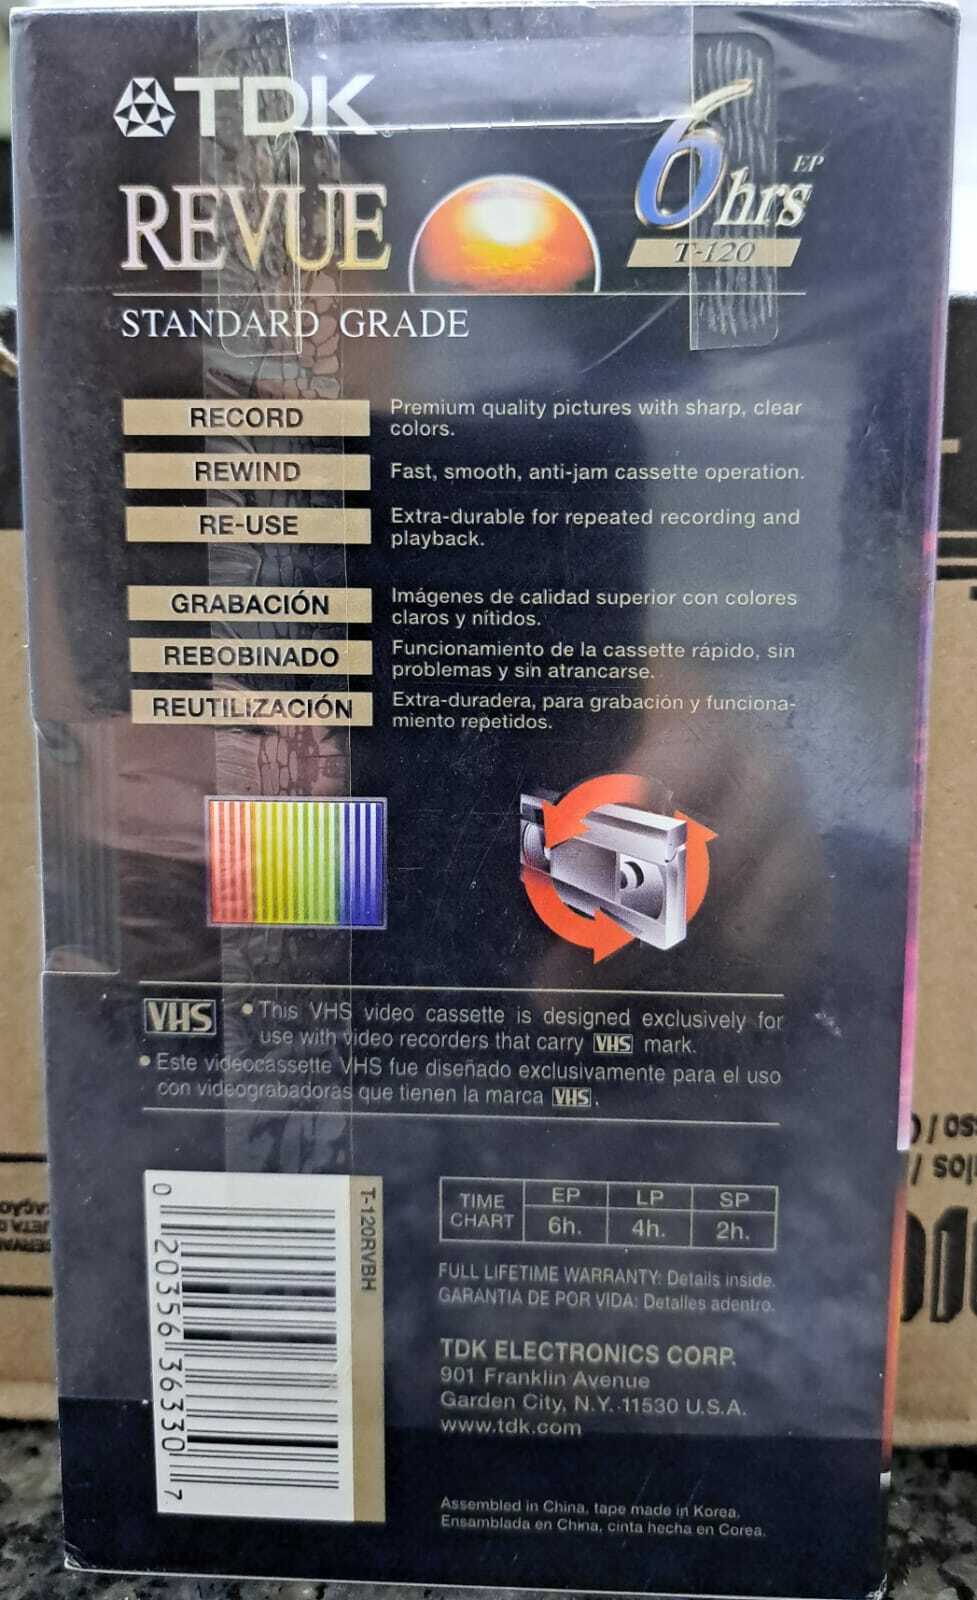 TDK
REVUE
6hrs EP
T-120
STANDARD GRADE
RECORD
Premium quality pictures with sharp, clear
colors.
REWIND
Fast, smooth, anti-jam cassette operation.
RE-USE
Extra-durable for repeated recording and
playback.
GRABACIÓN
Imágenes de calidad superior con colores
claros y nítidos.
REBOBINADO
Funcionamiento de la cassette rápido, sin
problemas y sin atrancarse.
REUTILIZACIÓN
Extra-duradera, para grabación y funciona-
miento repetidos.
VHS
• This VHS video cassette is designed exclusively for
use with video recorders that carry VHS mark.
• Este videocassette VHS fue diseñado exclusivamente para el uso
con videograbadoras que tienen la marca VHS.
T-120RVBH
0 20356 36330 7
TIME CHART EP LP SP
6h. 4h. 2h.
FULL LIFETIME WARRANTY: Details inside.
GARANTIA DE POR VIDA: Detalles adentro.
TDK ELECTRONICS CORP.
901 Franklin Avenue
Garden City, N.Y. 11530 U.S.A.
www.tdk.com
Assembled in China, tape made in Korea.
Ensamblada en China, cinta hecha en Corea.